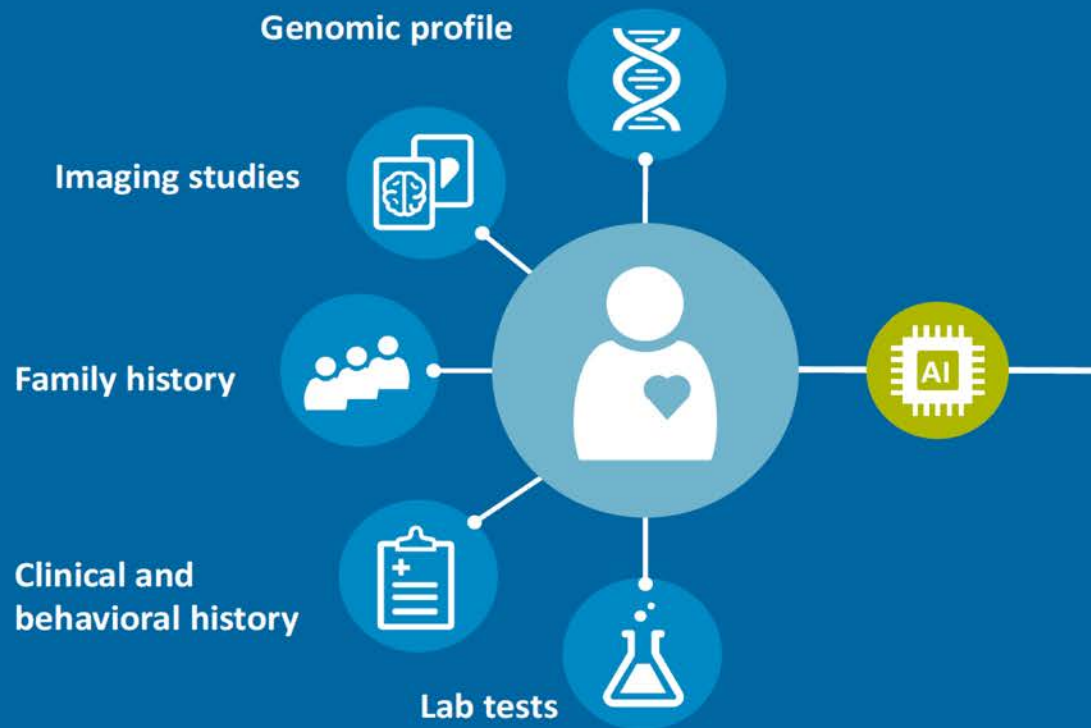 Genomic profile
Imaging studies
Family history
AI
Clinical and
behavioral history
Lab tests